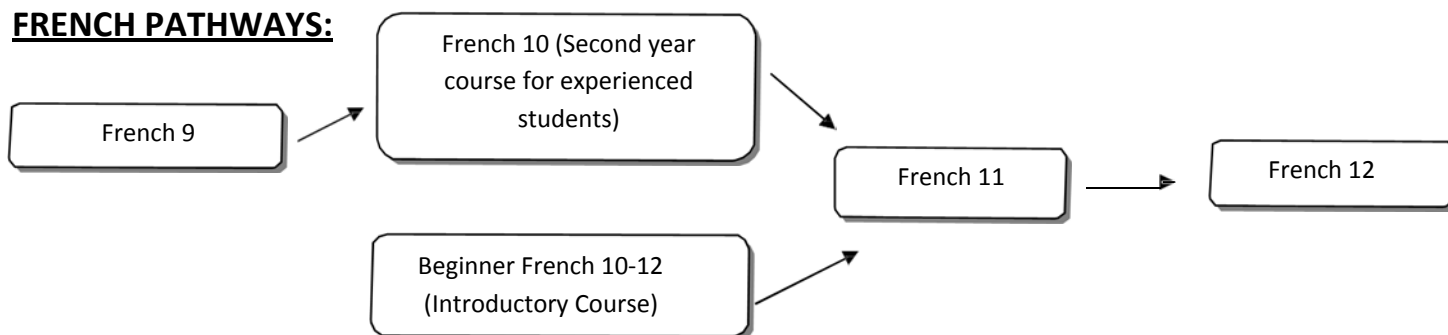 FRENCH PATHWAYS:
French 9
French 10 (Second year
course for experienced
students)
Beginner French 10-12
(Introductory Course)
French 11
French 12